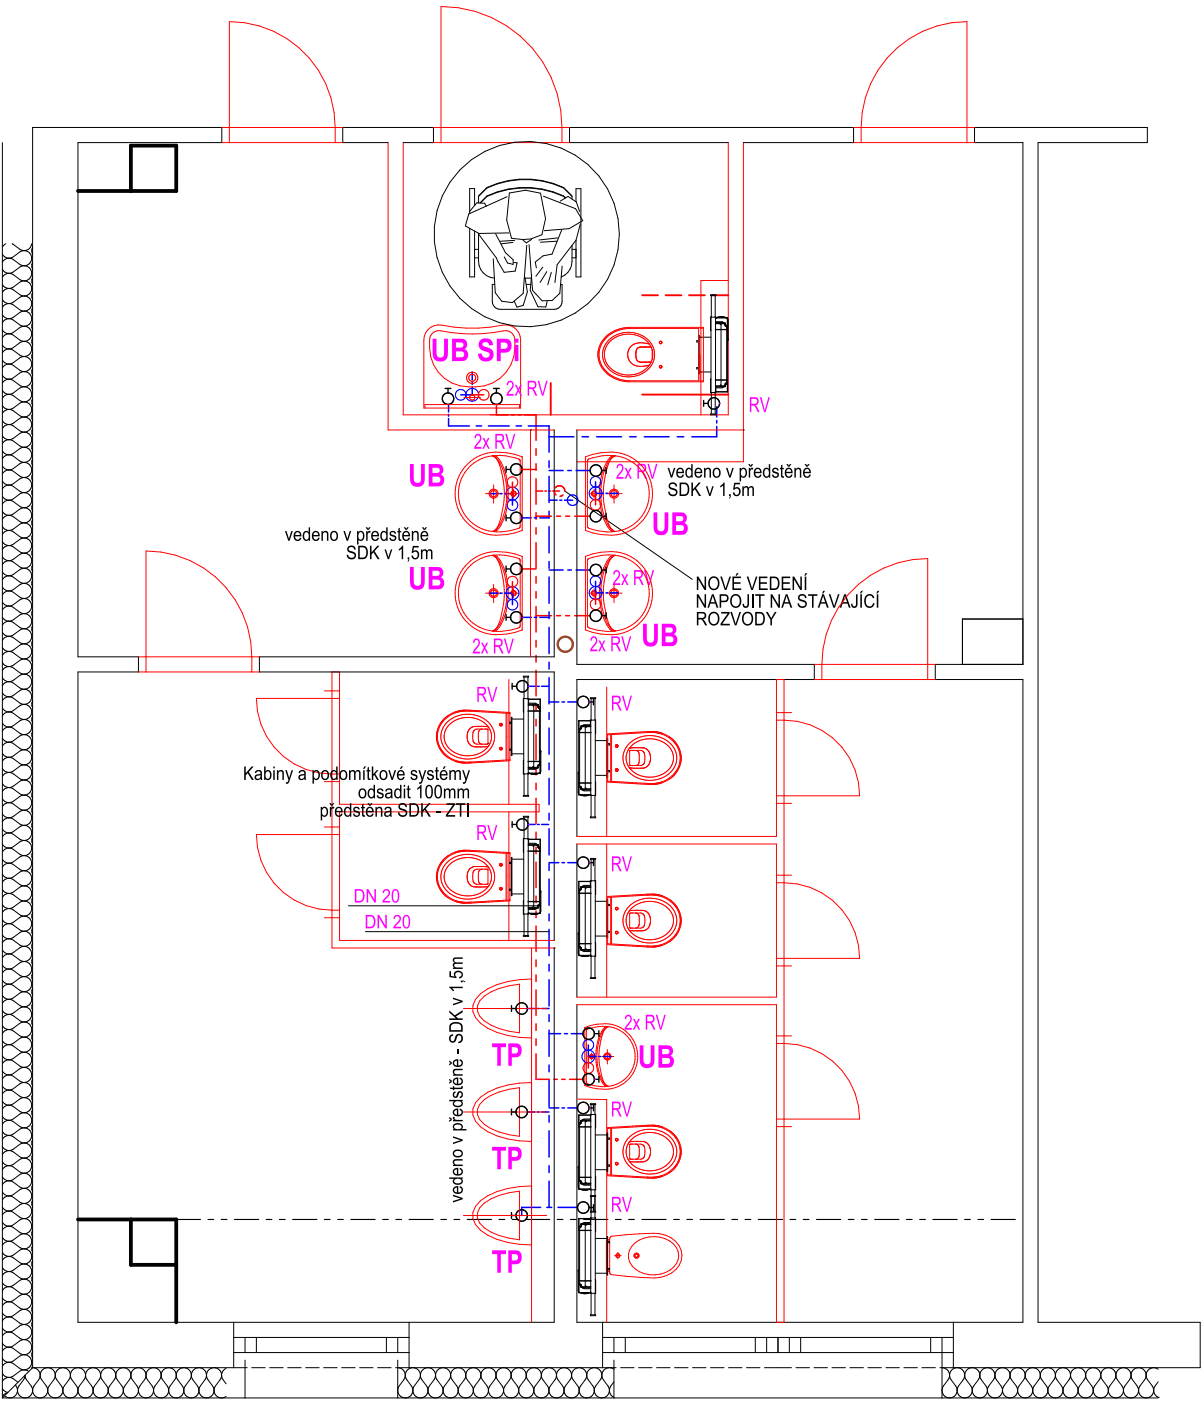 UB SPi
2x RV
RV
2x RV
UB
2x RV
vedeno v předstěně
SDK v 1,5m
UB
vedeno v předstěně
SDK v 1,5m
UB
2x RV
NOVÉ VEDENÍ
NAPOJIT NA STÁVAJÍCÍ
ROZVODY
UB
2x RV
2x RV
RV
RV
Kabiny a podomítkové systémy
odsadit 100mm
předstěna SDK - ZTI
RV
RV
DN 20
DN 20
vedeno v předstěně - SDK v 1,5m
2x RV
UB
TP
RV
TP
RV
TP